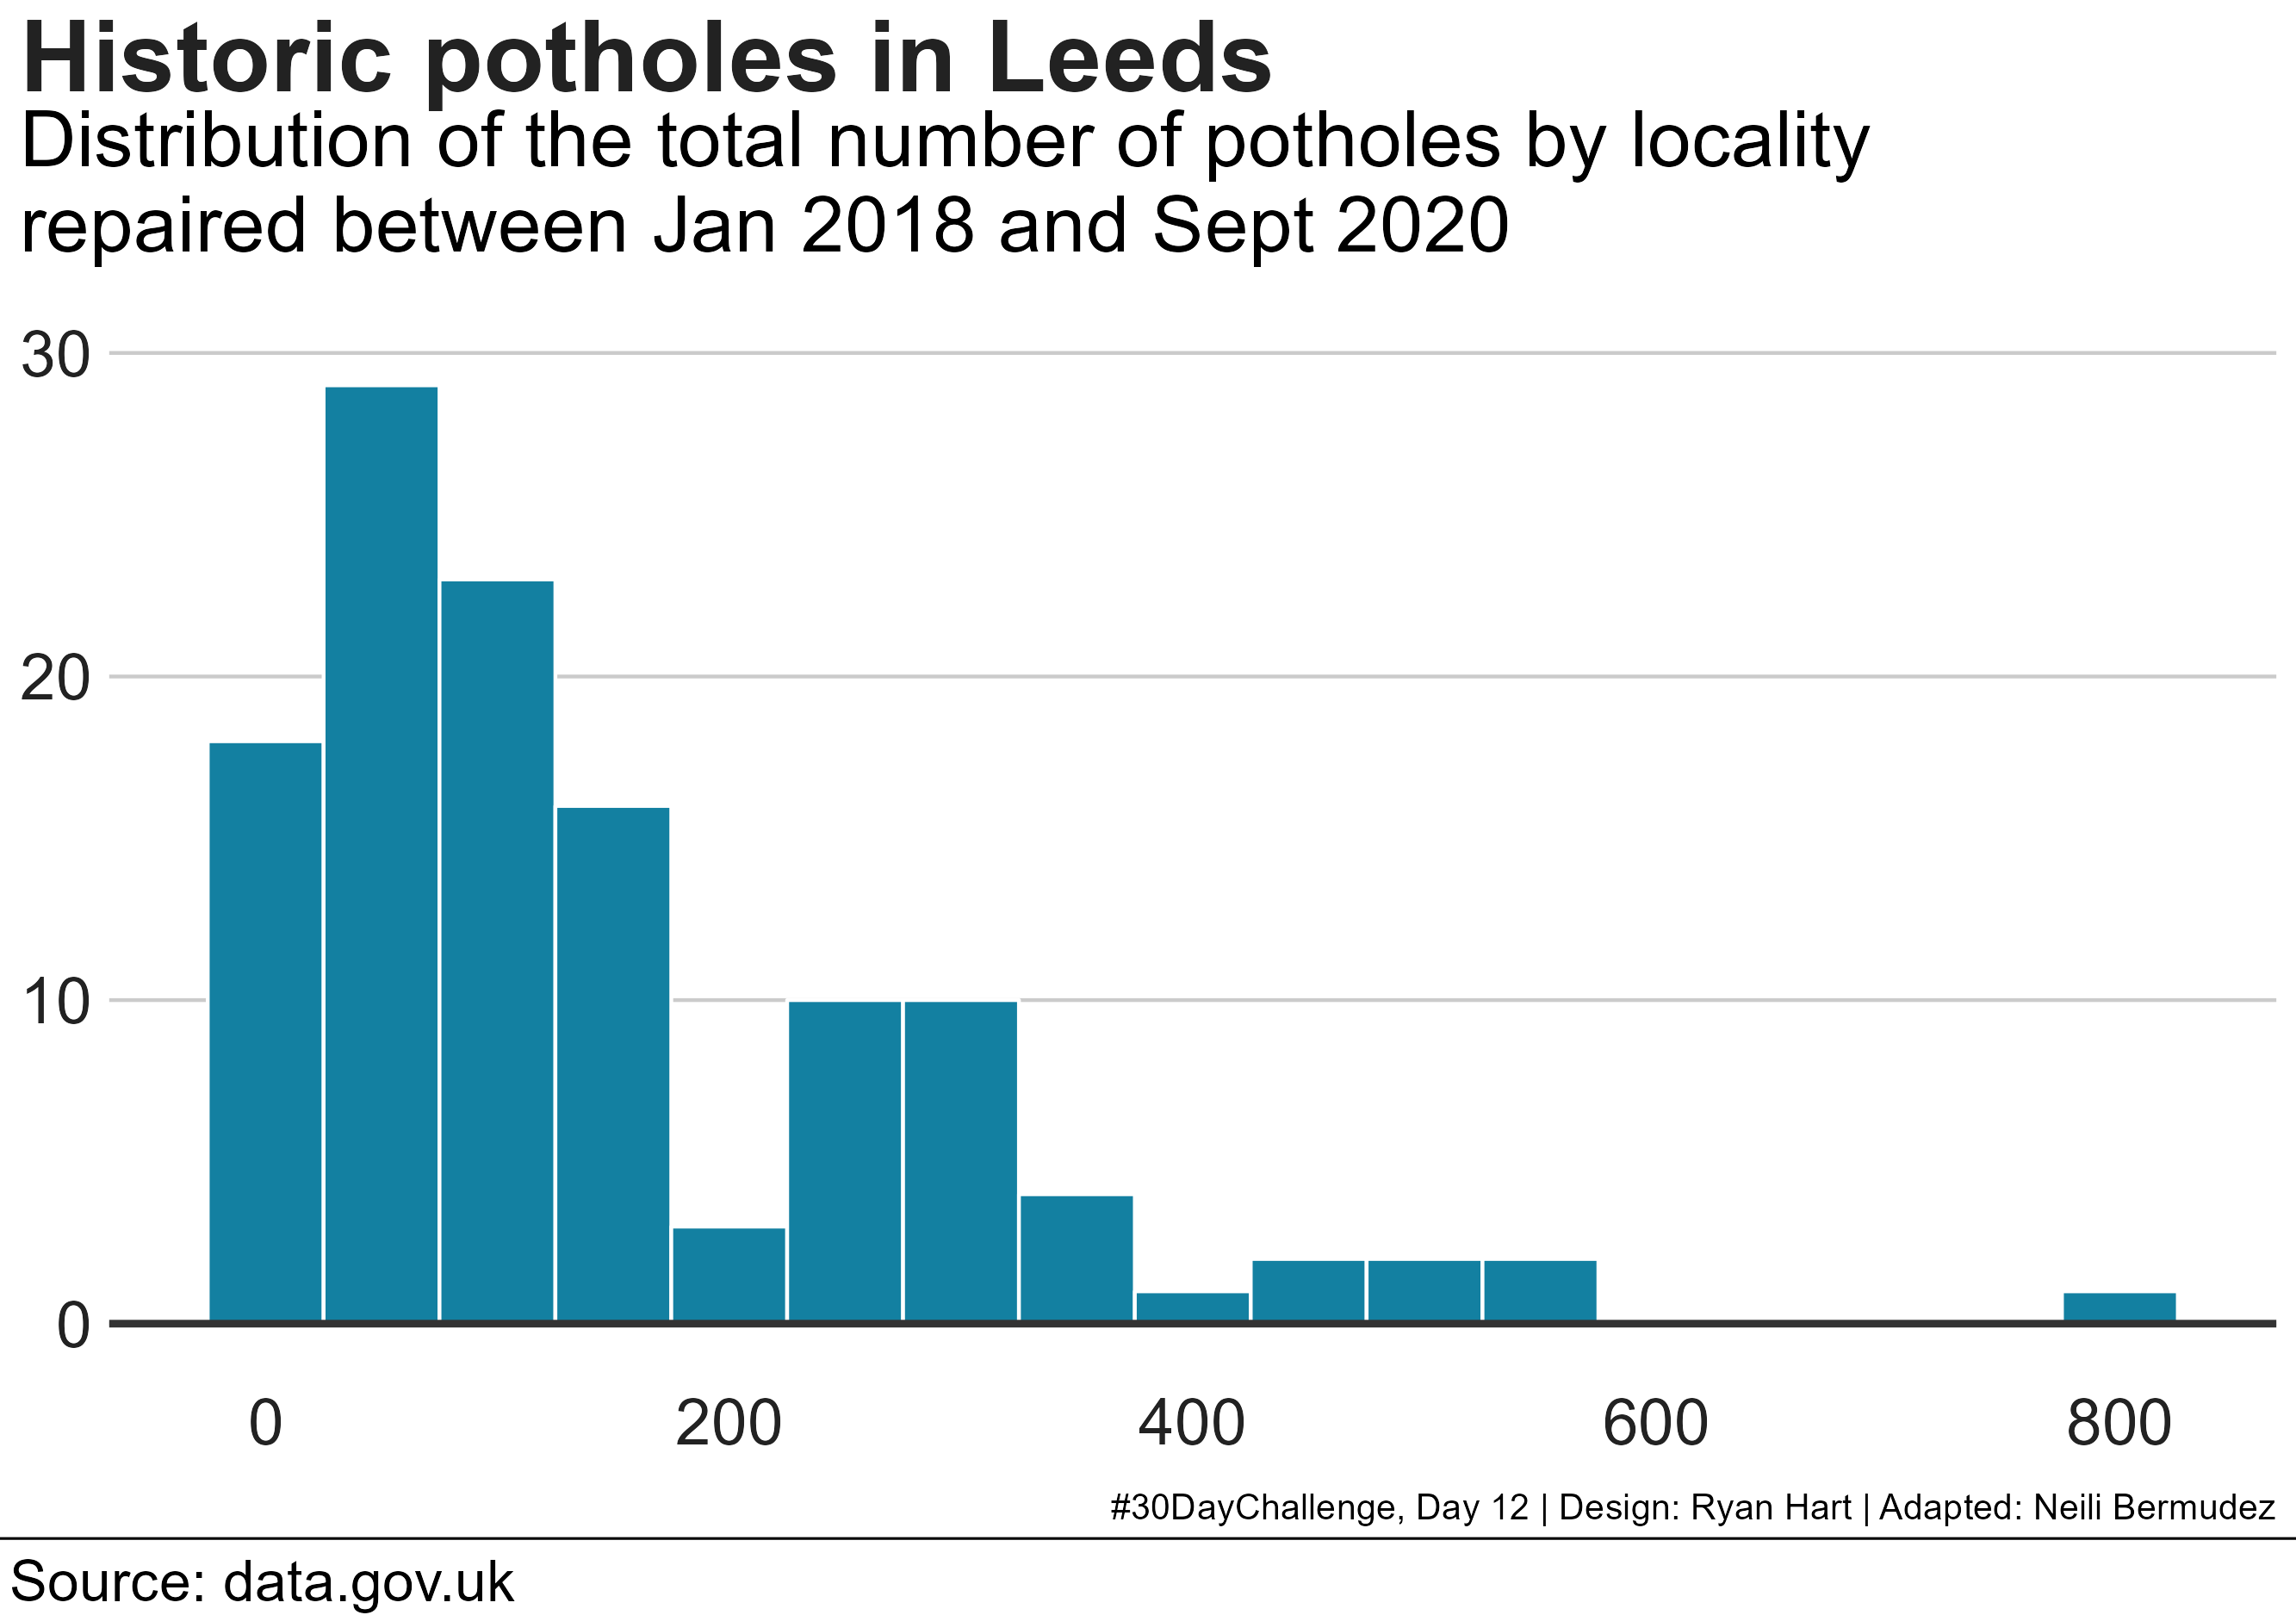 Historic potholes in Leeds
Distribution of the total number of potholes by locality
repaired between Jan 2018 and Sept 2020
30
20
10
0
0 200 400 600 800
#30DayChallenge, Day 12 | Design: Ryan Hart | Adapted: Neili Bermudez
Source: data.gov.uk